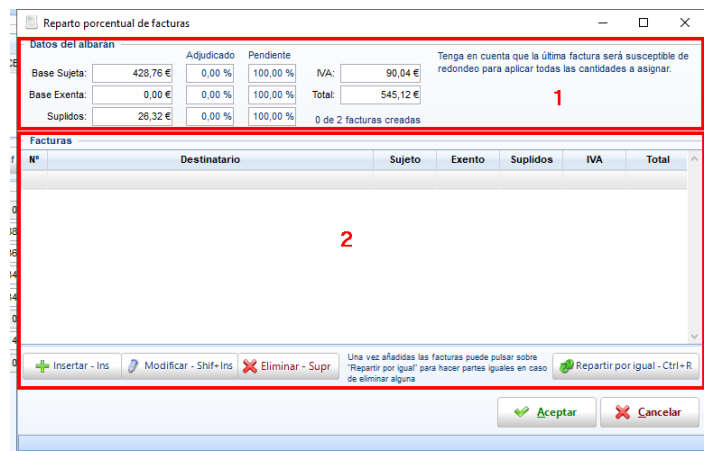 Reparto porcentual de facturas
Datos del albarán
Adjudicado Pendiente
Base Sujeta: 428,76 € 0,00 % 100,00 % IVA: 90,04 €
Base Exenta: 0,00 € 0,00 % 100,00 % Total: 545,12 €
Suplidos: 26,32 € 0,00 % 100,00 % 0 de 2 facturas creadas
Tenga en cuenta que la última factura será susceptible de
redondeo para aplicar todas las cantidades a asignar.
1
Facturas
Nº Destinatario Sujeto Exento Suplidos IVA Total
2
Insertar - Ins Modificar - Shif+Ins Eliminar - Supr
Una vez añadidas las facturas puede pulsar sobre
"Repartir por igual" para hacer partes iguales en caso
de eliminar alguna
Repartir por igual - Ctrl+R
Aceptar Cancelar